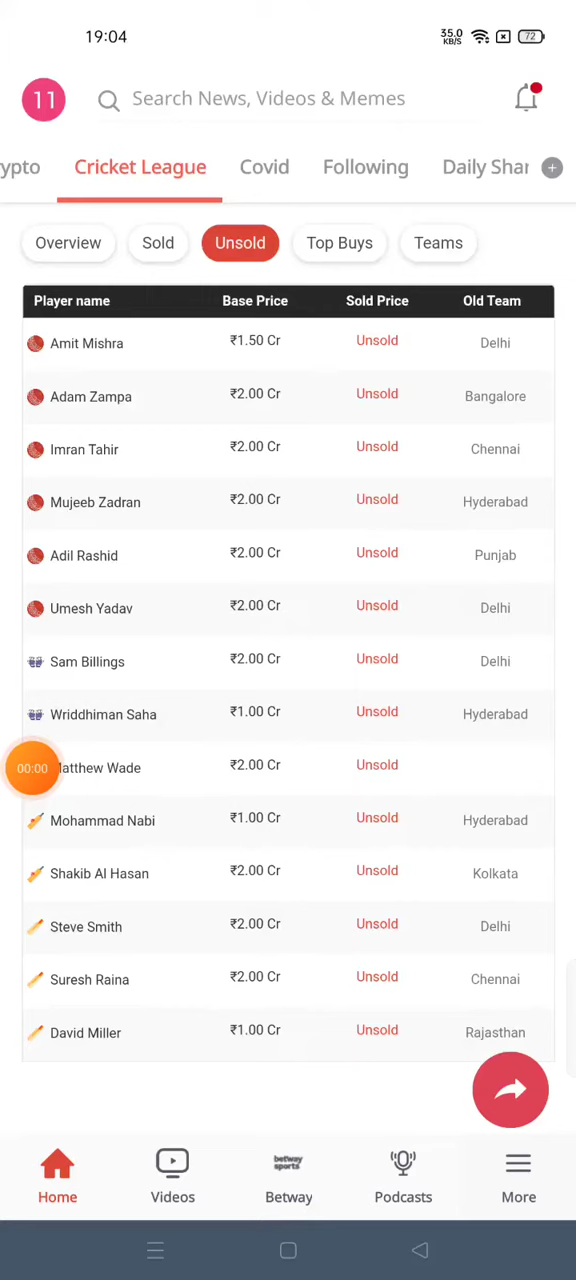 19:04 35.0 KB/S 72
11 Search News, Videos & Memes
ypto Cricket League Covid Following Daily Shar
Overview Sold Unsold Top Buys Teams
Player name Base Price Sold Price Old Team
Amit Mishra ₹1.50 Cr Unsold Delhi
Adam Zampa ₹2.00 Cr Unsold Bangalore
Imran Tahir ₹2.00 Cr Unsold Chennai
Mujeeb Zadran ₹2.00 Cr Unsold Hyderabad
Adil Rashid ₹2.00 Cr Unsold Punjab
Umesh Yadav ₹2.00 Cr Unsold Delhi
Sam Billings ₹2.00 Cr Unsold Delhi
Wriddhiman Saha ₹1.00 Cr Unsold Hyderabad
00:00 Matthew Wade ₹2.00 Cr Unsold
Mohammad Nabi ₹1.00 Cr Unsold Hyderabad
Shakib Al Hasan ₹2.00 Cr Unsold Kolkata
Steve Smith ₹2.00 Cr Unsold Delhi
Suresh Raina ₹2.00 Cr Unsold Chennai
David Miller ₹1.00 Cr Unsold Rajasthan
betway sports
Home Videos Betway Podcasts More